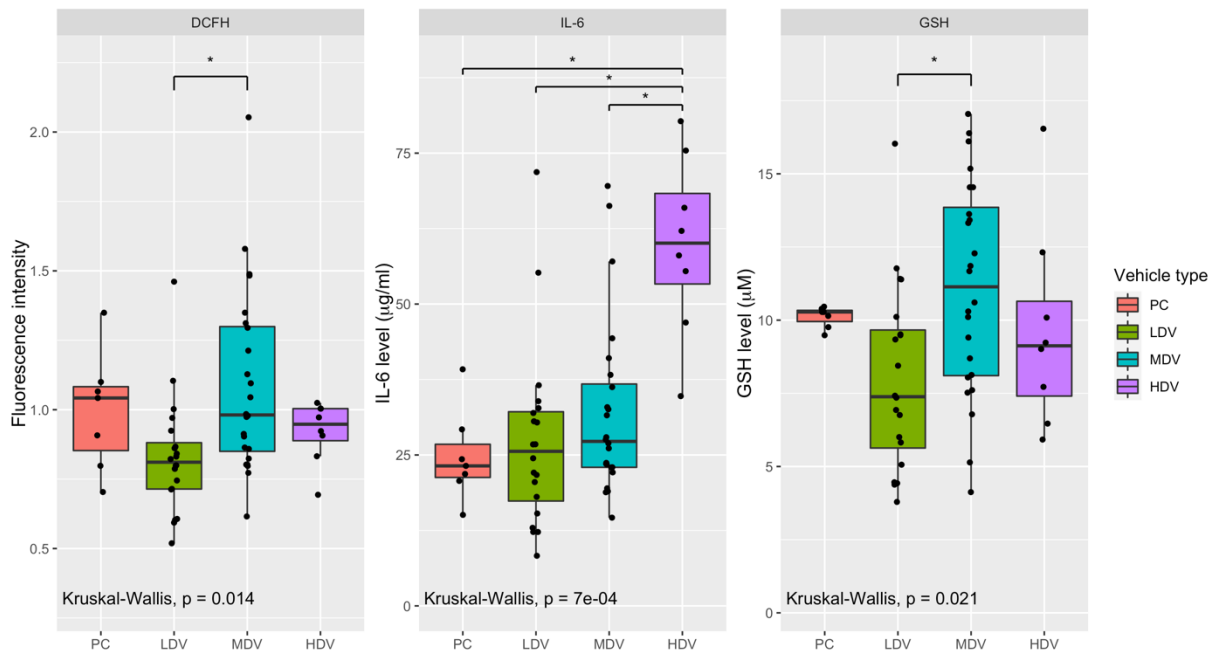 DCFH
IL-6
GSH
Fluorescence intensity
2.0
1.5
1.0
0.5
*
Kruskal-Wallis, p = 0.014
PC LDV MDV HDV
IL-6 level (μg/ml)
75
50
25
0
*
*
*
Kruskal-Wallis, p = 7e-04
PC LDV MDV HDV
GSH level (μM)
15
10
5
0
*
Kruskal-Wallis, p = 0.021
PC LDV MDV HDV
Vehicle type
PC
LDV
MDV
HDV